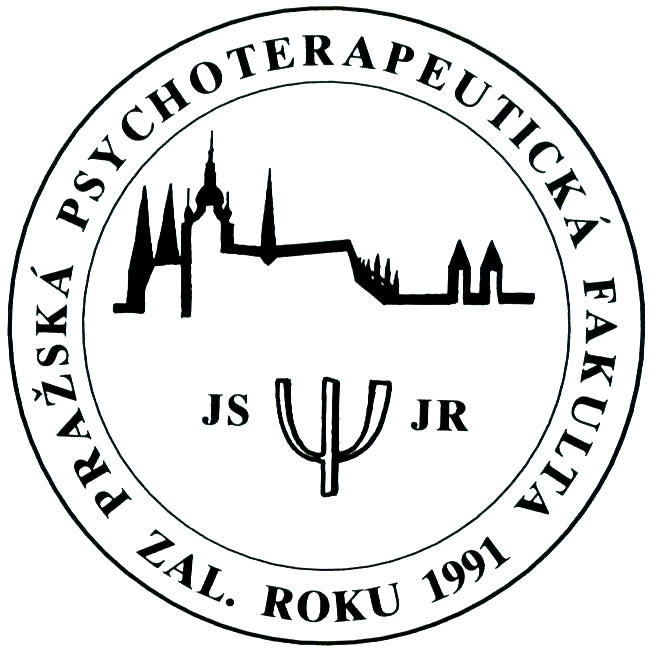 PRAŽSKÁ PSYCHOTERAPEUTICKÁ FAKULTA
ZAL. ROKU 1991
JS JR